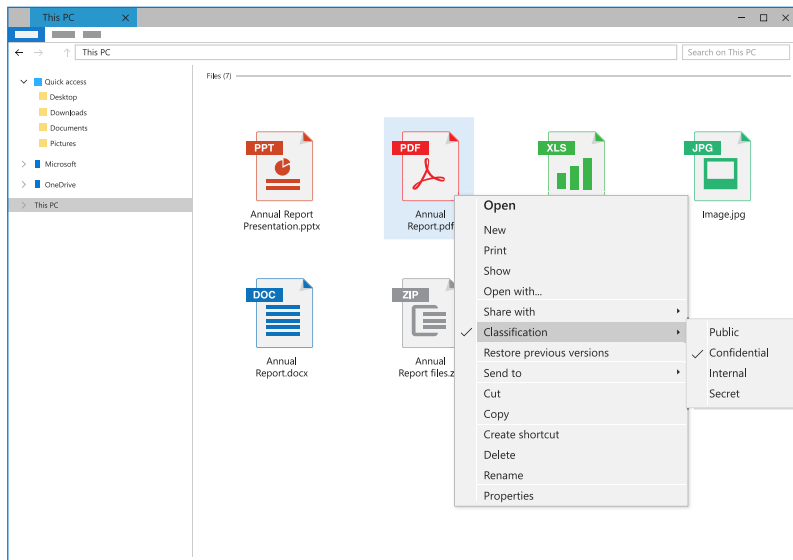 This PC
This PC
Search on This PC
Quick access
Desktop
Downloads
Documents
Pictures
Microsoft
OneDrive
This PC
Files (7)
PPT
Annual Report
Presentation.pptx
PDF
Annual
Report.pdf
XLS
JPG
Image.jpg
DOC
Annual
Report.docx
ZIP
Annual
Report files.z
Open
New
Print
Show
Open with...
Share with
Classification
Restore previous versions
Send to
Cut
Copy
Create shortcut
Delete
Rename
Properties
Public
Confidential
Internal
Secret